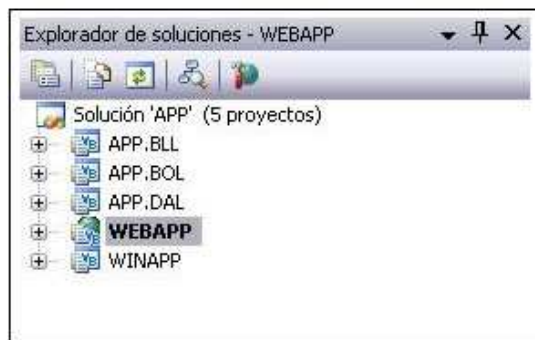 Explorador de soluciones - WEBAPP
Solución 'APP' (5 proyectos)
APP.BLL
APP.BOL
APP.DAL
WEBAPP
WINAPP